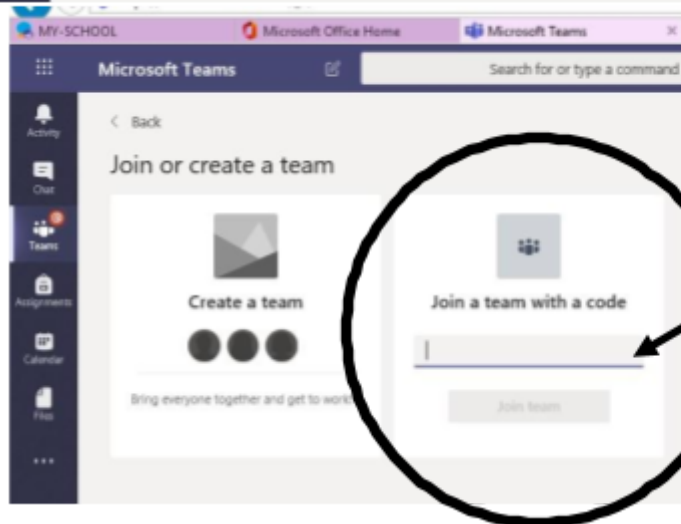 MY-SCHOOL Microsoft Office Home Microsoft Teams
Microsoft Teams Search for or type a command
Activity
Chat
Teams
Assignments
Calendar
Files
< Back
Join or create a team
Create a team
Bring everyone together and get to work!
Join a team with a code
Join team